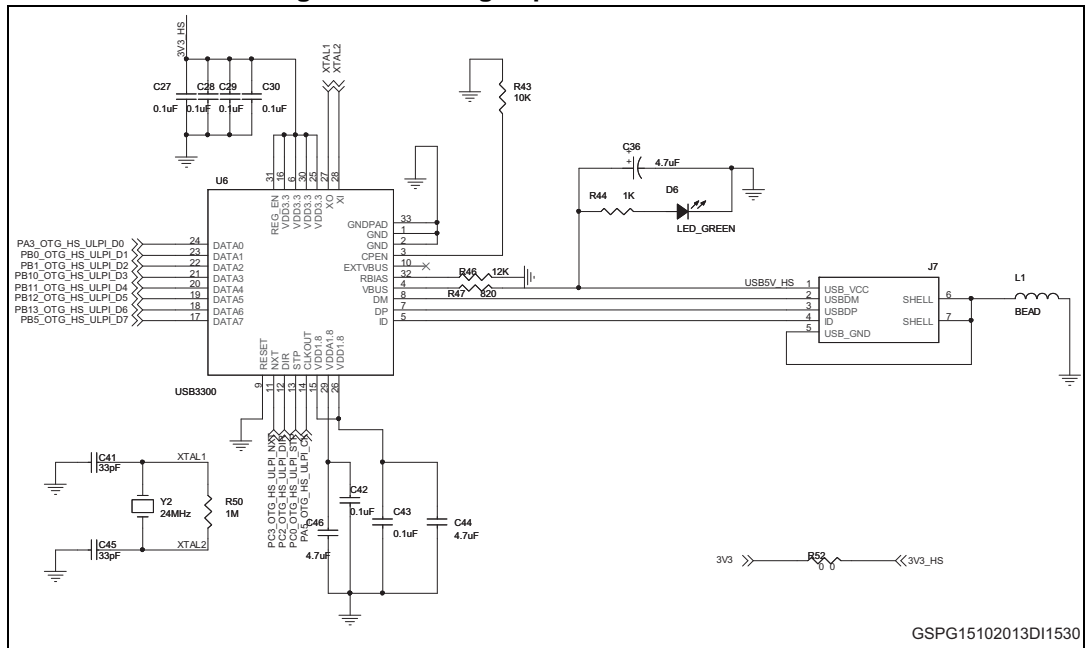 3V3_HS
XTAL1
XTAL2
C27
C28
C29
C30
0.1uF
0.1uF
0.1uF
0.1uF
R43
10K
C36
+
+
4.7uF
R44
1K
D6
LED_GREEN
U6
31
16
6
30
25
27
28
REG_EN
VDD3.3
VDD3.3
VDD3.3
VDD3.3
XO
XI
PA3_OTG_HS_ULPI_D0 24 DATA0
PB0_OTG_HS_ULPI_D1 23 DATA1
PB1_OTG_HS_ULPI_D2 22 DATA2
PB10_OTG_HS_ULPI_D3 21 DATA3
PB11_OTG_HS_ULPI_D4 20 DATA4
PB12_OTG_HS_ULPI_D5 19 DATA5
PB13_OTG_HS_ULPI_D6 18 DATA6
PB5_OTG_HS_ULPI_D7 17 DATA7
GNDPAD 33
GND 1
GND 2
CPEN 3
EXTVBUS 10
RBIAS 32
VBUS 4
DM 8
DP 7
ID 5
R46 12K
R47 820
USB5V_HS
J7
1 USB_VCC
2 USBDM
3 USBDP
4 ID
5 USB_GND
SHELL 6
SHELL 7
L1
BEAD
RESET
NXT
DIR
STP
CLKOUT
VDD1.8
VDDA1.8
VDD1.8
9
11
12
13
14
15
29
26
USB3300
PC3_OTG_HS_ULPI_NXT
PC2_OTG_HS_ULPI_DIR
PC0_OTG_HS_ULPI_STP
C41
33pF
XTAL1
Y2
24MHz
R50
1M
C45
33pF
XTAL2
C42
0.1uF
C46
4.7uF
C43
0.1uF
C44
4.7uF
3V3
R52
0 0
3V3_HS
GSPG15102013DI1530